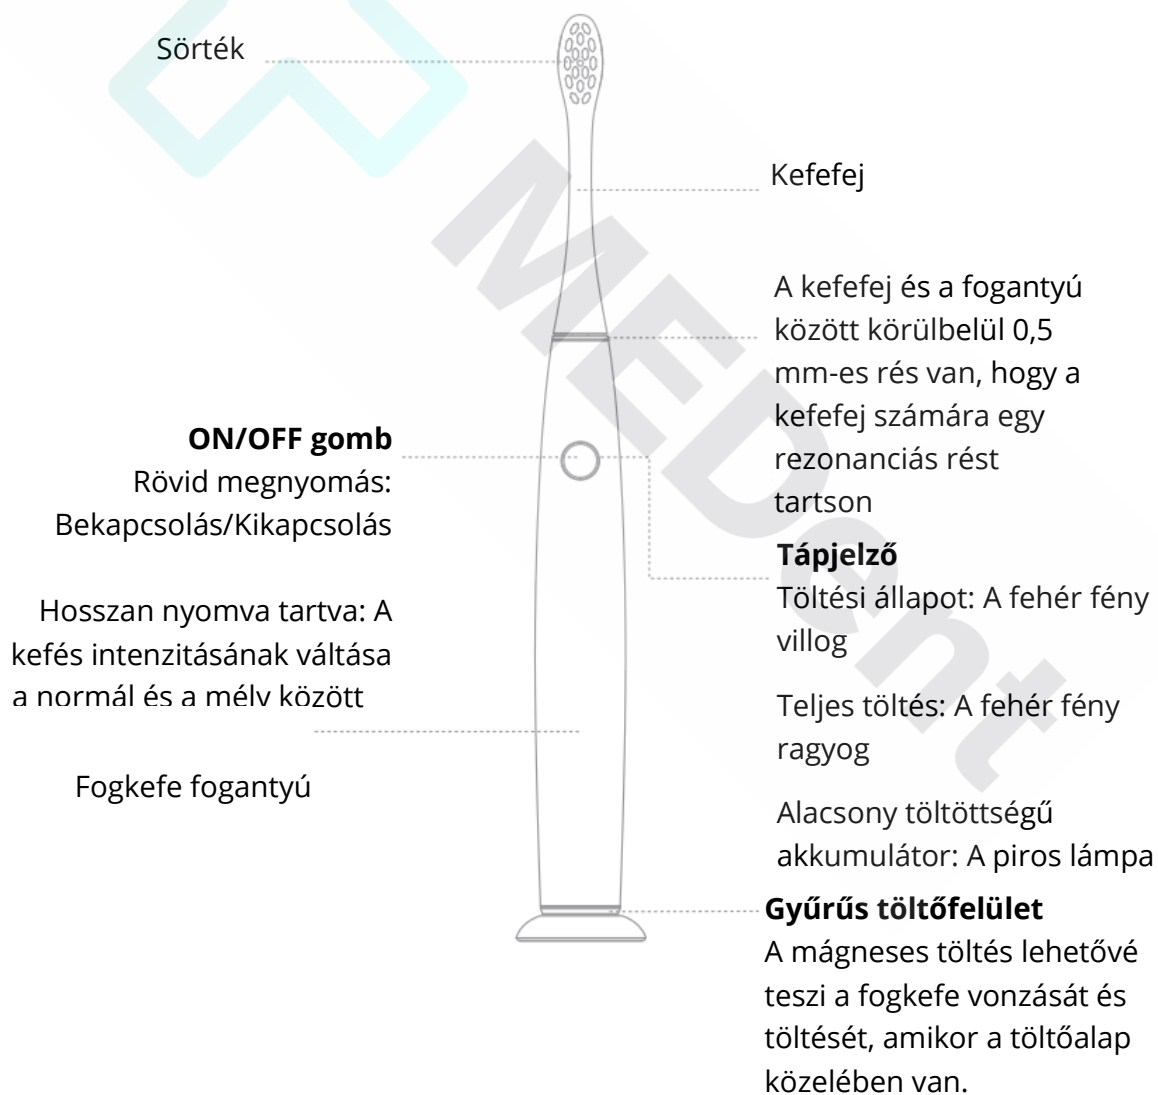 Sörték
Kefefej
A kefefej és a fogantyú
között körülbelül 0,5
mm-es rés van, hogy a
kefefej számára egy
rezonanciás rést
tartson
ON/OFF gomb
Rövid megnyomás:
Bekapcsolás/Kikapcsolás
Hosszan nyomva tartva: A
kefés intenzitásának váltása
a normál és a mély között
Fogkefe fogantyú
Tápjelző
Töltési állapot: A fehér fény
villog
Teljes töltés: A fehér fény
ragyog
Alacsony töltöttségű
akkumulátor: A piros lámpa
Gyűrűs töltőfelület
A mágneses töltés lehetővé
teszi a fogkefe vonzását és
töltését, amikor a töltőalap
közelében van.
MEDent